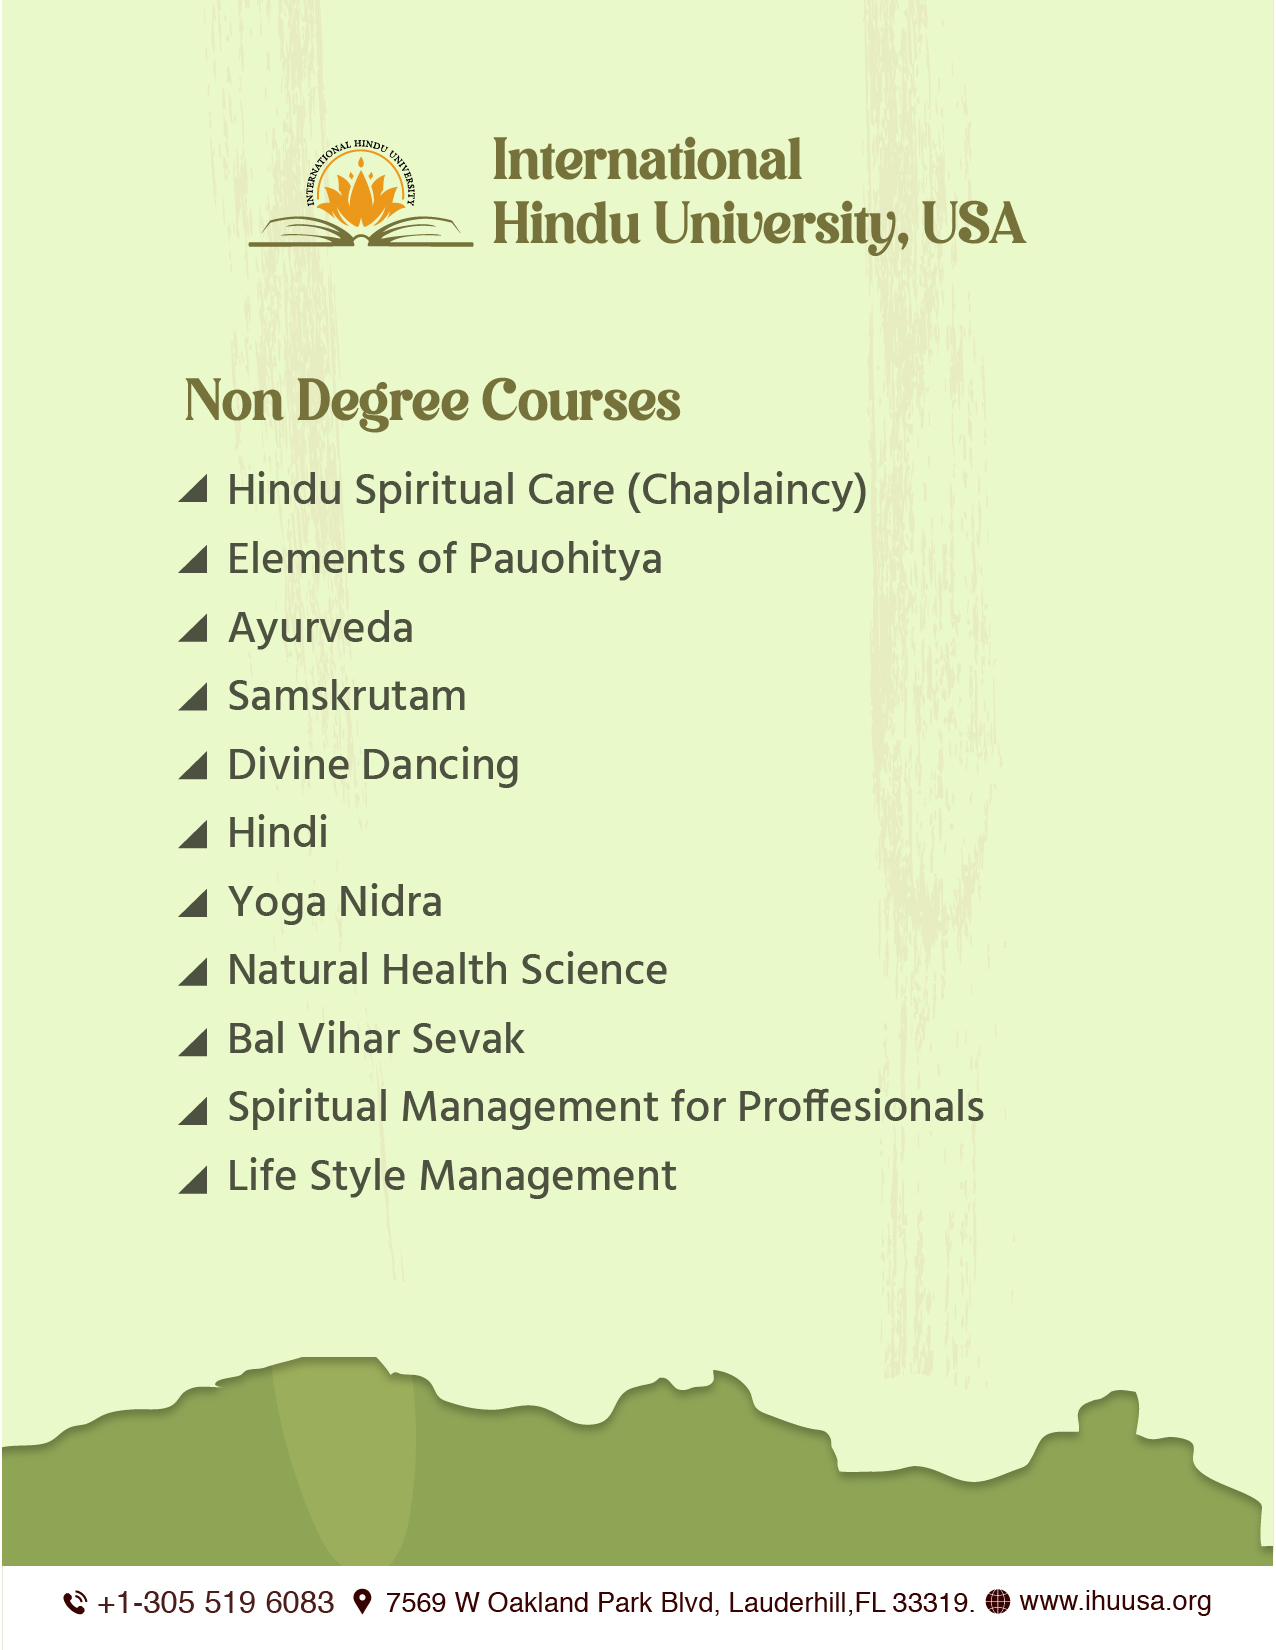 INTERNATIONAL HINDU UNIVERSITY
International
Hindu University, USA
Non Degree Courses
Hindu Spiritual Care (Chaplaincy)
Elements of Pauohitya
Ayurveda
Samskrutam
Divine Dancing
Hindi
Yoga Nidra
Natural Health Science
Bal Vihar Sevak
Spiritual Management for Proffesionals
Life Style Management
+1-305 519 6083 7569 W Oakland Park Blvd, Lauderhill,FL 33319. www.ihuusa.org